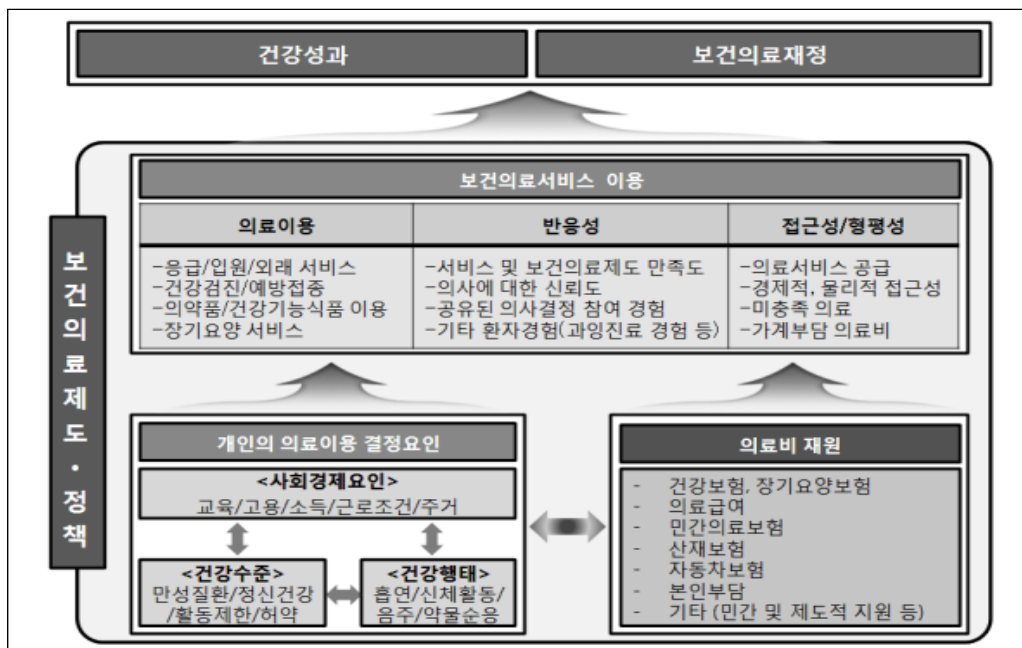 건강성과
보건의료재정
보건의료제도・정책
보건의료서비스 이용
의료이용
-응급/입원/외래 서비스
-건강검진/예방접종
-의약품/건강기능식품 이용
-장기요양 서비스
반응성
-서비스 및 보건의료제도 만족도
-의사에 대한 신뢰도
-공유된 의사결정 참여 경험
-기타 환자경험(과잉진료 경험 등)
접근성/형평성
-의료서비스 공급
-경제적, 물리적 접근성
-미충족 의료
-가계부담 의료비
개인의 의료이용 결정요인
<사회경제요인>
교육/고용/소득/근로조건/주거
<건강수준>
만성질환/정신건강
/활동제한/허약
<건강행태>
흡연/신체활동/
음주/약물순응
의료비 재원
- 건강보험, 장기요양보험
- 의료급여
- 민간의료보험
- 산재보험
- 자동차보험
- 본인부담
- 기타 (민간 및 제도적 지원 등)